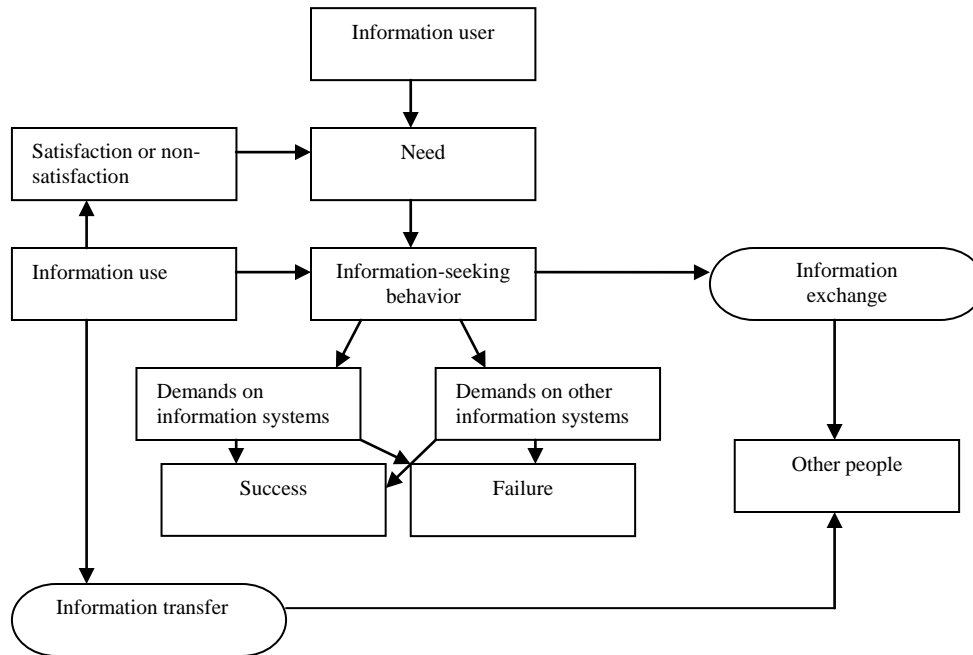 Information user
Satisfaction or non-
satisfaction
Need
Information use
Information-seeking
behavior
Information
exchange
Demands on
information systems
Demands on other
information systems
Success
Failure
Other people
Information transfer